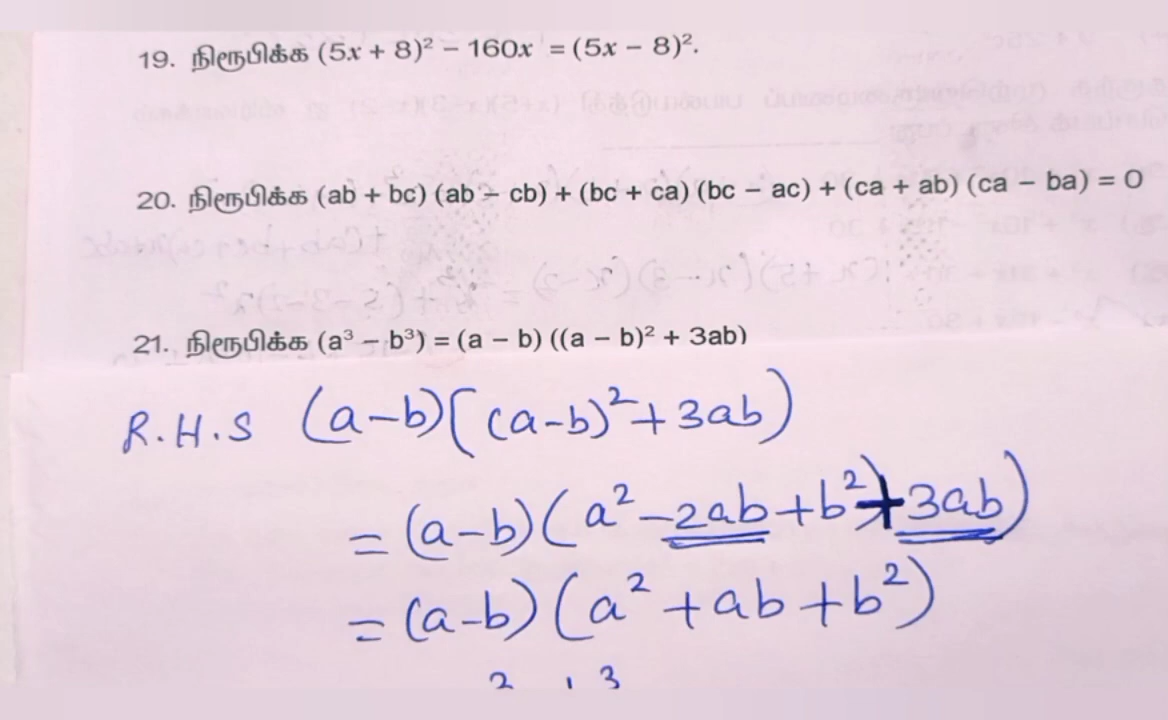 19. நிரூபிக்க (5x + 8)² − 160x = (5x − 8)².
20. நிரூபிக்க (ab + bc) (ab − cb) + (bc + ca) (bc − ac) + (ca + ab) (ca − ba) = 0
21. நிரூபிக்க (a³ − b³) = (a − b) ((a − b)² + 3ab)
R.H.S (a−b)((a−b)²+3ab)
= (a−b)(a²−2ab+b²)+3ab)
= (a−b)(a²+ab+b²)